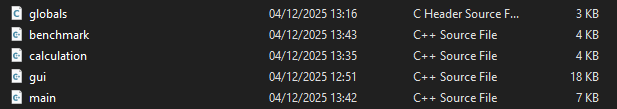 globals 04/12/2025 13:16 C Header Source F... 3 KB
benchmark 04/12/2025 13:43 C++ Source File 4 KB
calculation 04/12/2025 13:35 C++ Source File 4 KB
gui 04/12/2025 12:51 C++ Source File 18 KB
main 04/12/2025 13:42 C++ Source File 7 KB